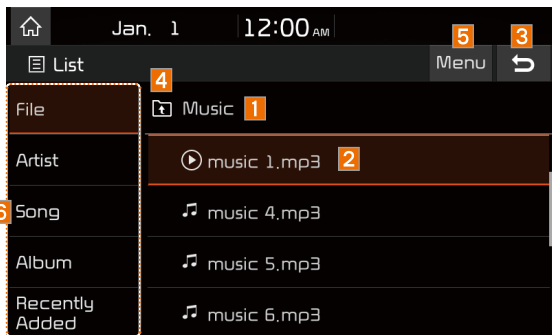 Jan. 1 12:00 AM
5 3
List Menu
4
File Music 1
Artist music 1.mp3 2
6 Song music 4.mp3
Album music 5.mp3
Recently
Added music 6.mp3